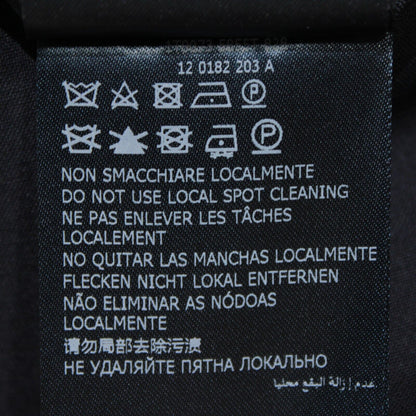 12 0182 203 A
P
P
NON SMACCHIARE LOCALMENTE
DO NOT USE LOCAL SPOT CLEANING
NE PAS ENLEVER LES TÂCHES
LOCALEMENT
NO QUITAR LAS MANCHAS LOCALMENTE
FLECKEN NICHT LOKAL ENTFERNEN
NÃO ELIMINAR AS NÓDOAS
LOCALMENTE
请勿局部去除污渍
НЕ УДАЛЯЙТЕ ПЯТНА ЛОКАЛЬНО
عدم إزالة البقع محليا